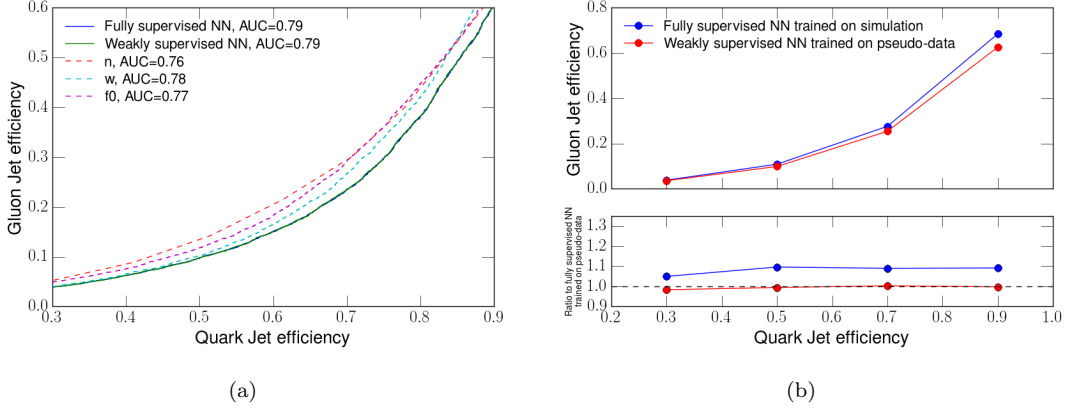 0.6
0.5
0.4
0.3
0.2
0.1
0.0
Gluon Jet efficiency
Fully supervised NN, AUC=0.79
Weakly supervised NN, AUC=0.79
n, AUC=0.76
w, AUC=0.78
f0, AUC=0.77
0.3 0.4 0.5 0.6 0.7 0.8 0.9
Quark Jet efficiency
(a)
0.8
0.6
0.4
0.2
0.0
Gluon Jet efficiency
Fully supervised NN trained on simulation
Weakly supervised NN trained on pseudo-data
1.3
1.2
1.1
1.0
0.9
Ratio to fully supervised NN
trained on pseudo-data
0.2 0.3 0.4 0.5 0.6 0.7 0.8 0.9 1.0
Quark Jet efficiency
(b)